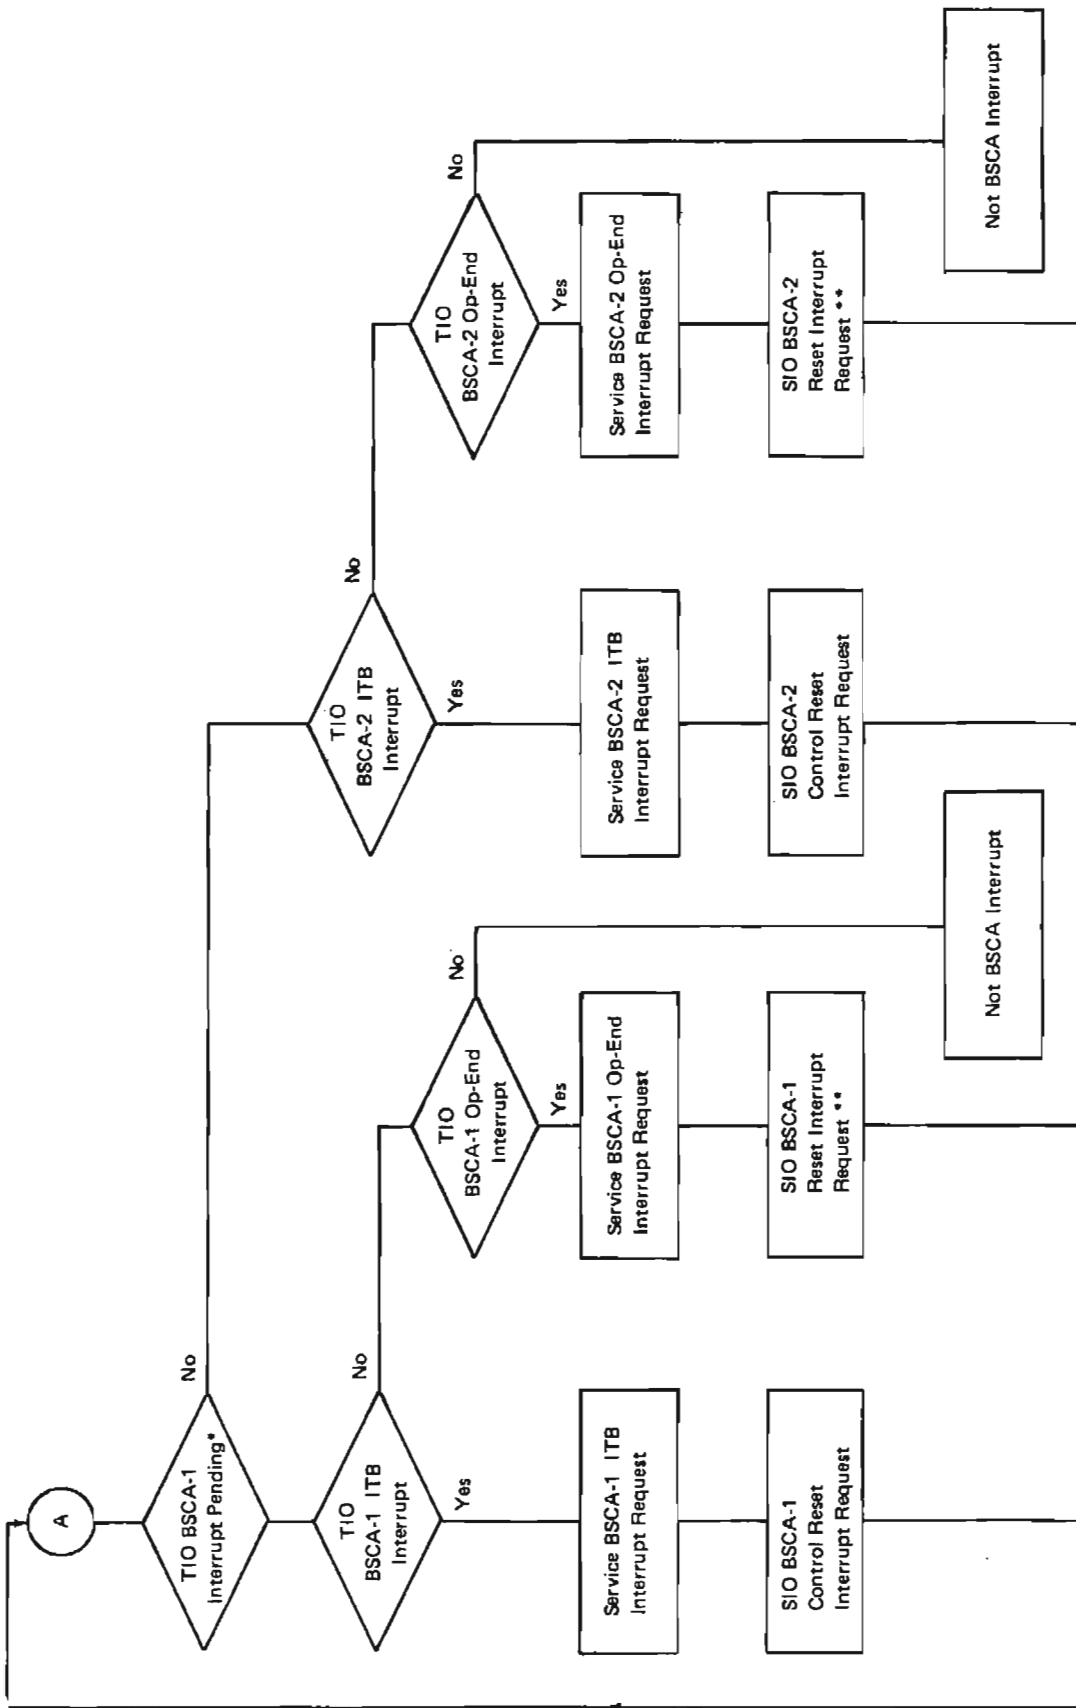 A
TIO BSCA-1
Interrupt Pending*
No
TIO
BSCA-1 ITB
Interrupt
No
Yes
Service BSCA-1 ITB
Interrupt Request
SIO BSCA-1
Control Reset
Interrupt Request
TIO
BSCA-1 Op-End
Interrupt
No
Yes
Service BSCA-1 Op-End
Interrupt Request
SIO BSCA-1
Reset Interrupt
Request **
Not BSCA Interrupt
TIO
BSCA-2 ITB
Interrupt
No
Yes
Service BSCA-2 ITB
Interrupt Request
SIO BSCA-2
Control Reset
Interrupt Request
TIO
BSCA-2 Op-End
Interrupt
No
Yes
Service BSCA-2 Op-End
Interrupt Request
SIO BSCA-2
Reset Interrupt
Request **
Not BSCA Interrupt